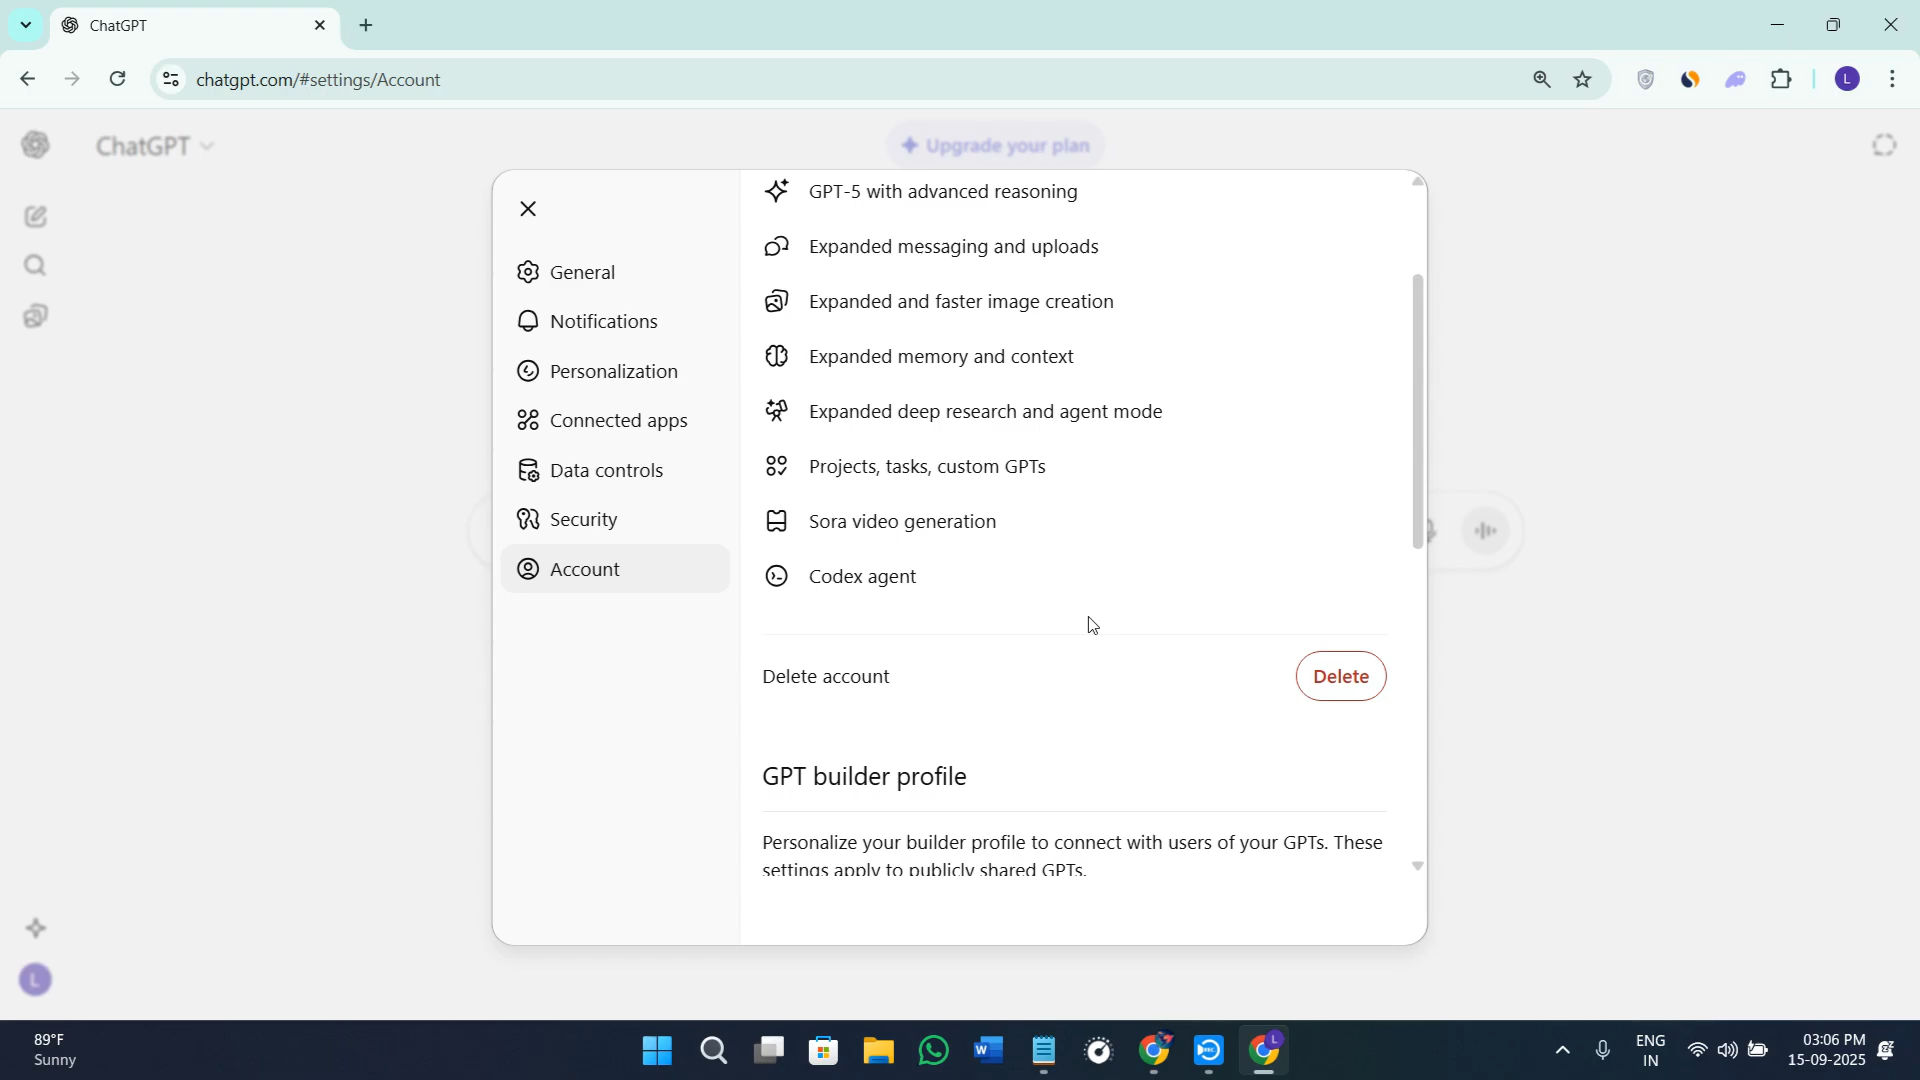 ChatGPT
chatgpt.com/#settings/Account
L
ChatGPT
Upgrade your plan
General
Notifications
Personalization
Connected apps
Data controls
Security
Account
GPT-5 with advanced reasoning
Expanded messaging and uploads
Expanded and faster image creation
Expanded memory and context
Expanded deep research and agent mode
Projects, tasks, custom GPTs
Sora video generation
Codex agent
Delete account
Delete
GPT builder profile
Personalize your builder profile to connect with users of your GPTs. These
settings apply to publicly shared GPTs.
L
89°F
Sunny
W
REC
L
ENG
IN
03:06 PM
15-09-2025